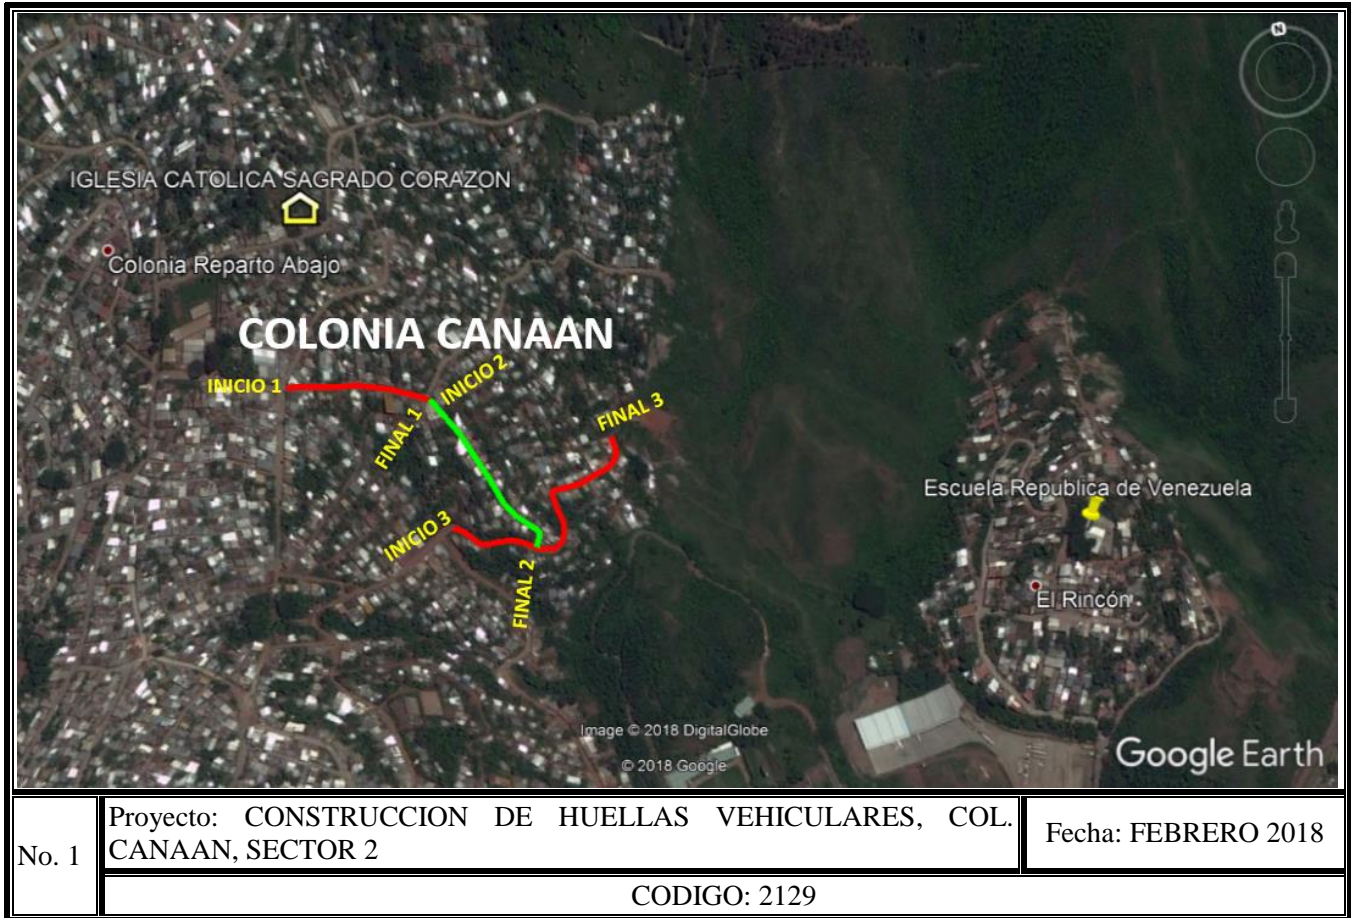 N
IGLESIA CATOLICA SAGRADO CORAZON
Colonia Reparto Abajo
COLONIA CANAAN
INICIO 1
INICIO 2
FINAL 1
FINAL 3
Escuela Republica de Venezuela
INICIO 3
FINAL 2
El Rincón
Image © 2018 DigitalGlobe
© 2018 Google
Google Earth
No. 1
Proyecto: CONSTRUCCION DE HUELLAS VEHICULARES, COL.
CANAAN, SECTOR 2
Fecha: FEBRERO 2018
CODIGO: 2129